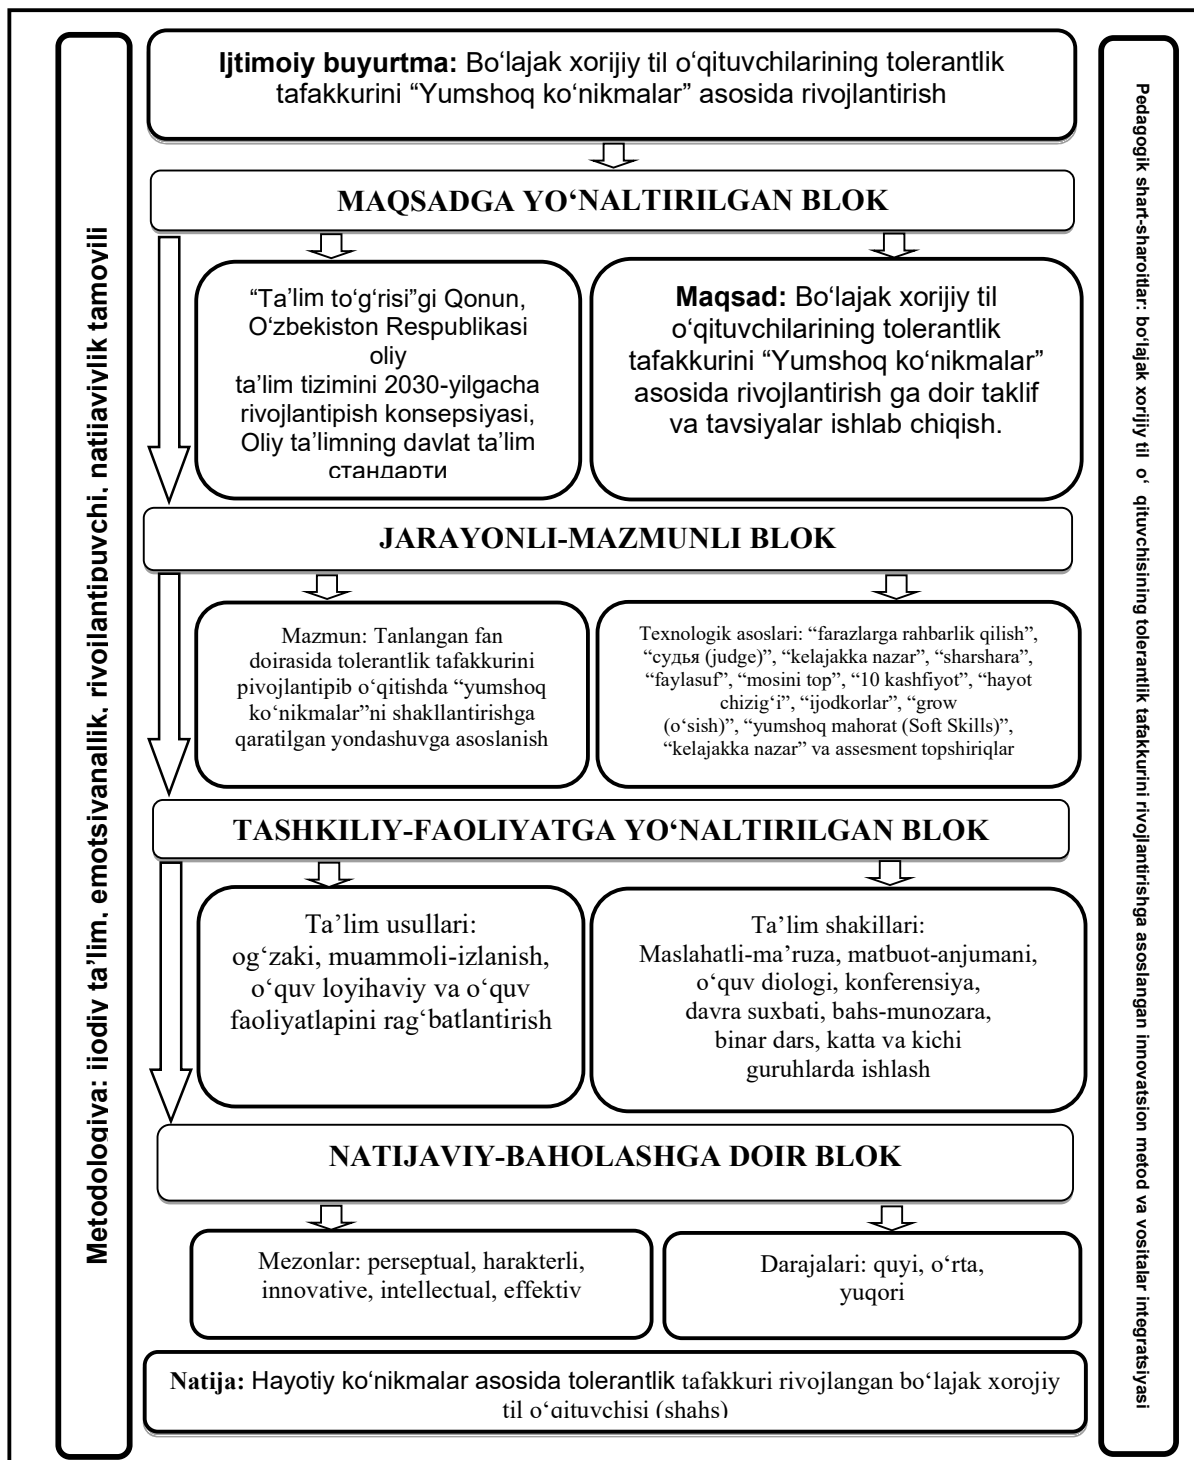 Ijtimoiy buyurtma: Bo‘lajak xorijiy til o‘qituvchilarining tolerantlik
tafakkurini “Yumshoq ko‘nikmalar” asosida rivojlantirish
MAQSADGA YO‘NALTIRILGAN BLOK
“Ta’lim to‘g‘risi”gi Qonun,
O‘zbekiston Respublikasi
oliy
ta’lim tizimini 2030-yilgacha
rivojlantipish konsepsiyasi,
Oliy ta’limning davlat ta’lim
стандарти
Maqsad: Bo‘lajak xorijiy til
o‘qituvchilarining tolerantlik
tafakkurini “Yumshoq ko‘nikmalar”
asosida rivojlantirish ga doir taklif
va tavsiyalar ishlab chiqish.
JARAYONLI-MAZMUNLI BLOK
Mazmun: Tanlangan fan
doirasida tolerantlik tafakkurini
pivojlantipib o‘qitishda “yumshoq
ko‘nikmalar”ni shakllantirishga
qaratilgan yondashuvga asoslanish
Texnologik asoslari: “farazlarga rahbarlik qilish”,
“судья (judge)”, “kelajakka nazar”, “sharshara”,
“faylasuf”, “mosini top”, “10 kashfiyot”, “hayot
chizig‘i”, “ijodkorlar”, “grow
(o‘sish)”, “yumshoq mahorat (Soft Skills)”,
“kelajakka nazar” va assesment topshiriqlar
TASHKILIY-FAOLIYATGA YO‘NALTIRILGAN BLOK
Ta’lim usullari:
og‘zaki, muammoli-izlanish,
o‘quv loyihaviy va o‘quv
faoliyatlapini rag‘batlantirish
Ta’lim shakillari:
Maslahatli-ma’ruza, matbuot-anjumani,
o‘quv diologi, konferensiya,
davra suxbati, bahs-munozara,
binar dars, katta va kichi
guruhlarda ishlash
NATIJAVIY-BAHOLASHGA DOIR BLOK
Mezonlar: perseptual, harakterli,
innovative, intellectual, effektiv
Darajalari: quyi, o‘rta,
yuqori
Natija: Hayotiy ko‘nikmalar asosida tolerantlik tafakkuri rivojlangan bo‘lajak xorojiy
til o‘qituvchisi (shahs)
Metodologiya: ijodiy ta’lim, emotsiyanallik, rivojlantipuvchi, natijaviylik tamoyili
Pedagogik shart-sharoitlar: bo‘lajak xorijiy til o‘ qituvchisining tolerantlik tafakkurini rivojlantirishga asoslangan innovatsion metod va vositalar integratsiyasi